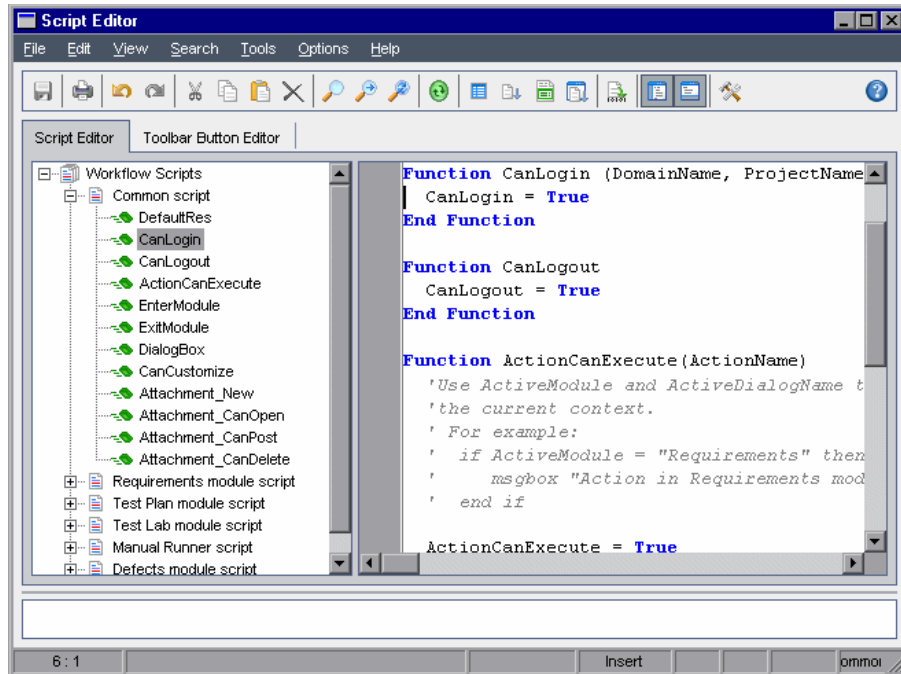 Script Editor
File Edit View Search Tools Options Help
Script Editor Toolbar Button Editor
Workflow Scripts
Common script
DefaultRes
CanLogin
CanLogout
ActionCanExecute
EnterModule
ExitModule
DialogBox
CanCustomize
Attachment_New
Attachment_CanOpen
Attachment_CanPost
Attachment_CanDelete
Requirements module script
Test Plan module script
Test Lab module script
Manual Runner script
Defects module script
Function CanLogin (DomainName, ProjectName
CanLogin = True
End Function
Function CanLogout
CanLogout = True
End Function
Function ActionCanExecute(ActionName)
'Use ActiveModule and ActiveDialogName t
'the current context.
' For example:
' if ActiveModule = "Requirements" then
' msgbox "Action in Requirements mod
' end if
ActionCanExecute = True
6 : 1 Insert